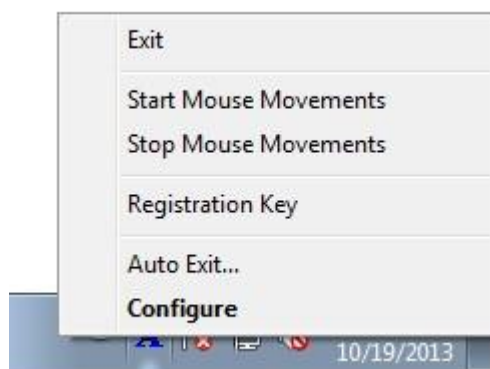 Exit
Start Mouse Movements
Stop Mouse Movements
Registration Key
Auto Exit...
Configure
10/19/2013